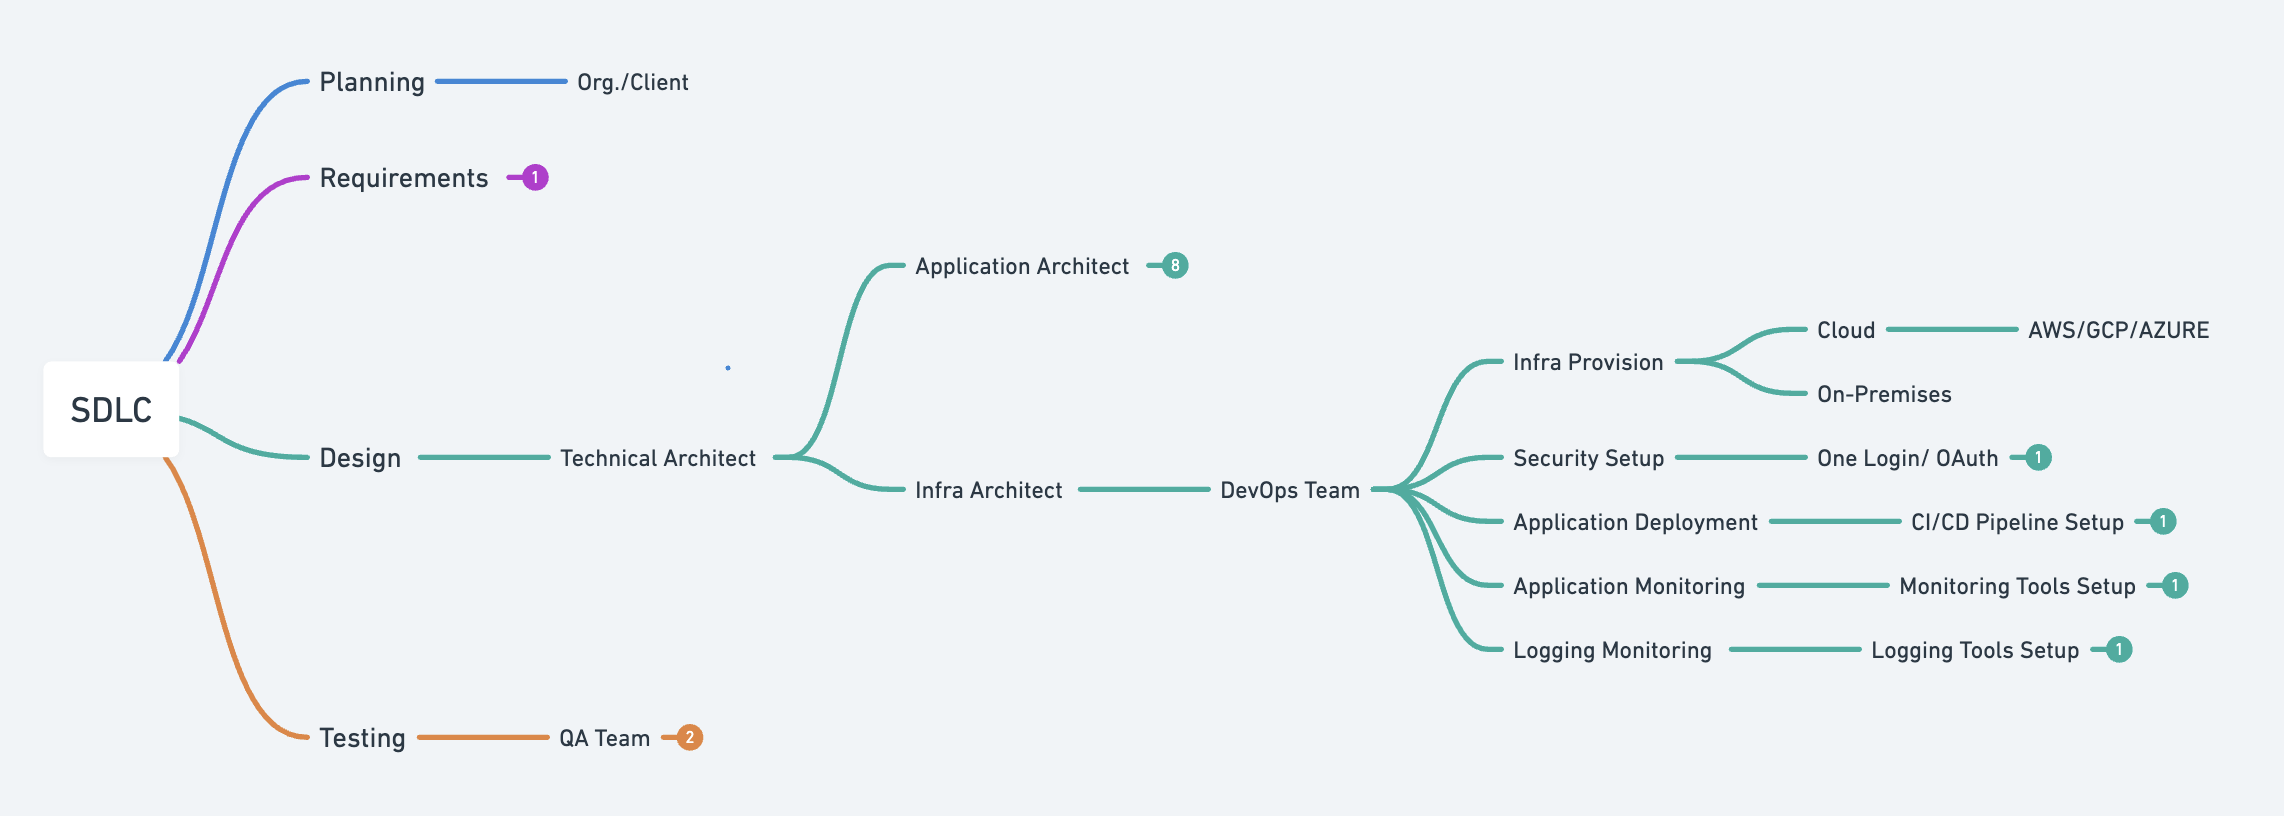 Planning
Org./Client
Requirements
1
Application Architect
8
Cloud
AWS/GCP/AZURE
Infra Provision
On-Premises
SDLC
Design
Technical Architect
Security Setup
One Login/ OAuth
1
Infra Architect
DevOps Team
Application Deployment
CI/CD Pipeline Setup
1
Application Monitoring
Monitoring Tools Setup
1
Logging Monitoring
Logging Tools Setup
1
Testing
QA Team
2